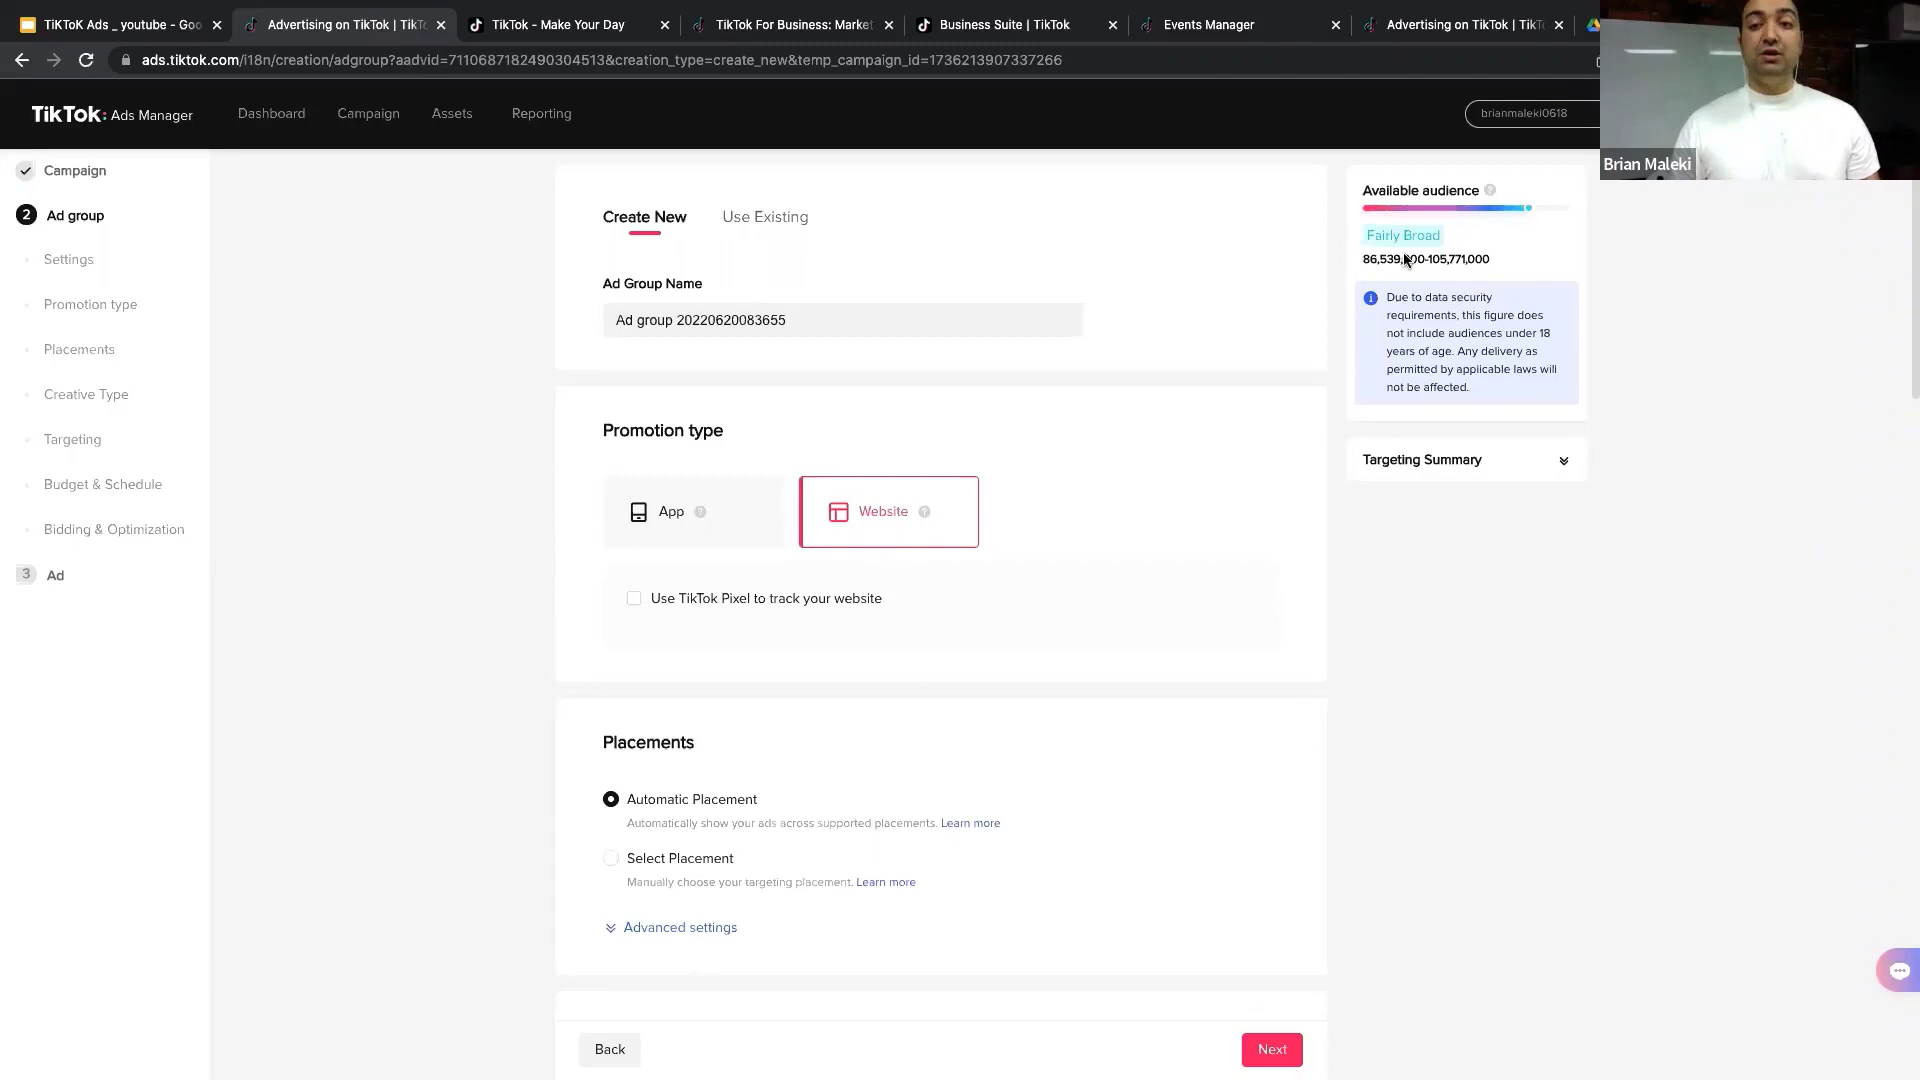 TikToK Ads _ youtube - Goo
Advertising on TikTok | TikTo
TikTok - Make Your Day
TikTok For Business: Market
Business Suite | TikTok
Events Manager
Advertising on TikTok | TikT
ads.tiktok.com/i18n/creation/adgroup?aadvid=7110687182490304513&creation_type=create_new&temp_campaign_id=1736213907337266
TikTok: Ads Manager
Dashboard
Campaign
Assets
Reporting
brianmaleki0618
Brian Maleki
Campaign
2 Ad group
Settings
Promotion type
Placements
Creative Type
Targeting
Budget & Schedule
Bidding & Optimization
3 Ad
Create New
Use Existing
Ad Group Name
Ad group 20220620083655
Promotion type
App ?
Website ?
Use TikTok Pixel to track your website
Placements
Automatic Placement
Automatically show your ads across supported placements. Learn more
Select Placement
Manually choose your targeting placement. Learn more
Advanced settings
Back
Next
Available audience ?
Fairly Broad
Due to data security
requirements, this figure does
not include audiences under 18
years of age. Any delivery as
permitted by applicable laws will
not be affected.
Targeting Summary